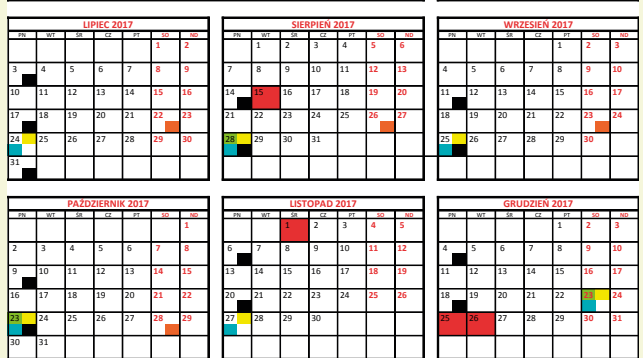 LIPIEC 2017 SIERPIEŃ 2017 WRZESIEŃ 2017
PN WT ŚR CZ PT SO ND PN WT ŚR CZ PT SO ND PN WT ŚR CZ PT SO ND
1 2 1 2 3 4 5 6 1 2 3
3 4 5 6 7 8 9 7 8 9 10 11 12 13 4 5 6 7 8 9 10
10 11 12 13 14 15 16 14 15 16 17 18 19 20 11 12 13 14 15 16 17
17 18 19 20 21 22 23 21 22 23 24 25 26 27 18 19 20 21 22 23 24
24 25 26 27 28 29 30 28 29 30 31 25 26 27 28 29 30
31
PAŹDZIERNIK 2017 LISTOPAD 2017 GRUDZIEŃ 2017
PN WT ŚR CZ PT SO ND PN WT ŚR CZ PT SO ND PN WT ŚR CZ PT SO ND
1 1 2 3 4 5 1 2 3
2 3 4 5 6 7 8 6 7 8 9 10 11 12 4 5 6 7 8 9 10
9 10 11 12 13 14 15 13 14 15 16 17 18 19 11 12 13 14 15 16 17
16 17 18 19 20 21 22 20 21 22 23 24 25 26 18 19 20 21 22 23 24
23 24 25 26 27 28 29 27 28 29 30 25 26 27 28 29 30 31
30 31